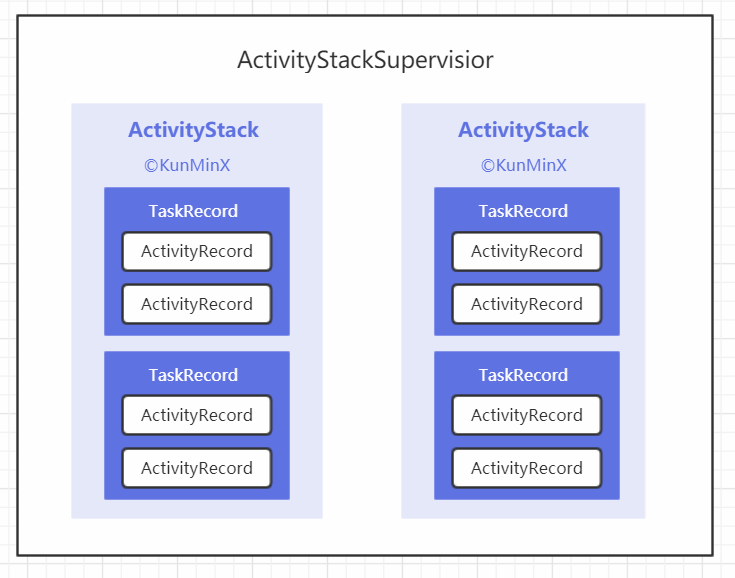 ActivityStackSupervisior
ActivityStack
©KunMinX
TaskRecord
ActivityRecord
ActivityRecord
TaskRecord
ActivityRecord
ActivityRecord
ActivityStack
©KunMinX
TaskRecord
ActivityRecord
ActivityRecord
TaskRecord
ActivityRecord
ActivityRecord